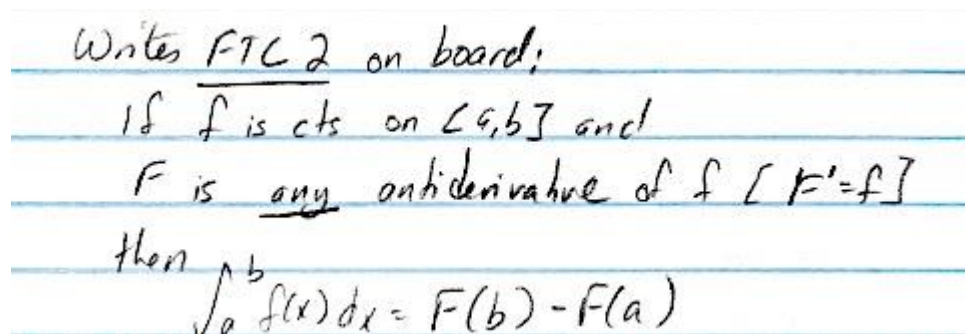 Writes FTC 2 on board:
If f is cts on [a,b] and
F is any antiderivative of f [F'=f]
then
∫_a^b f(x) dx = F(b) - F(a)